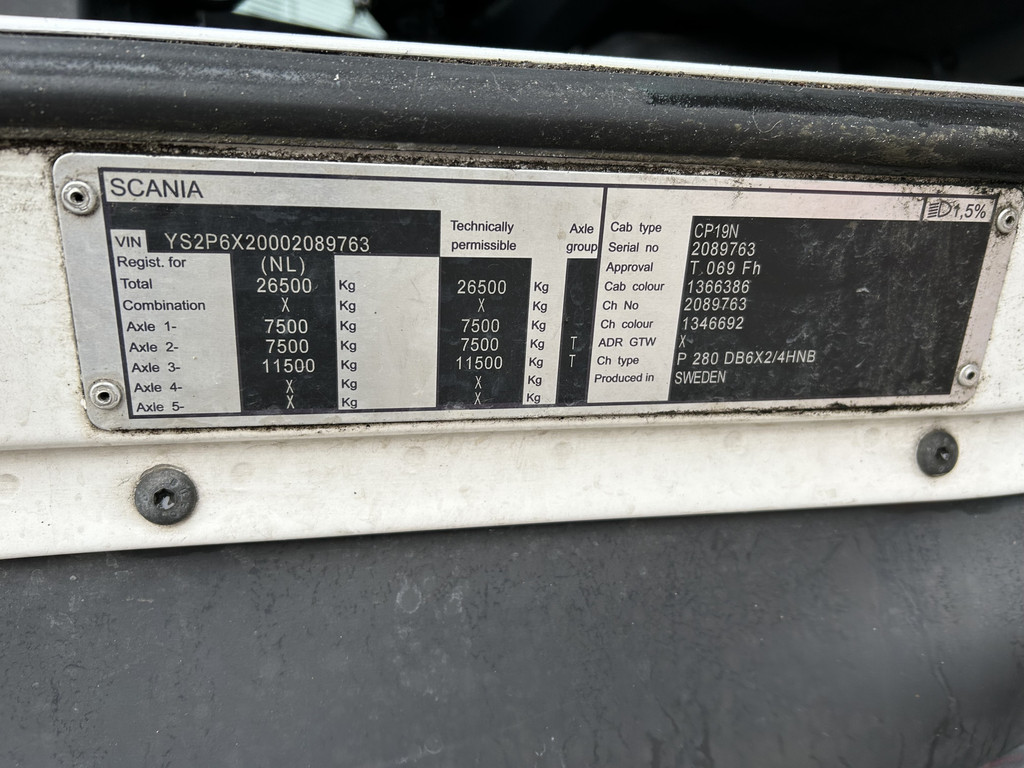 SCANIA
VIN YS2P6X20002089763
Technically permissible
Axle group
Regist. for (NL)
Total 26500 Kg 26500 Kg
Combination X Kg X Kg
Axle 1- 7500 Kg 7500 Kg
Axle 2- 7500 Kg 7500 Kg T
Axle 3- 11500 Kg 11500 Kg T
Axle 4- X Kg X Kg
Axle 5- X Kg X Kg
1,5%
Cab type CP19N
Serial no 2089763
Approval T 069 Fh
Cab colour 1366386
Ch No 2089763
Ch colour 1346692
ADR GTW X
Ch type P 280 DB6X2/4HNB
Produced in SWEDEN